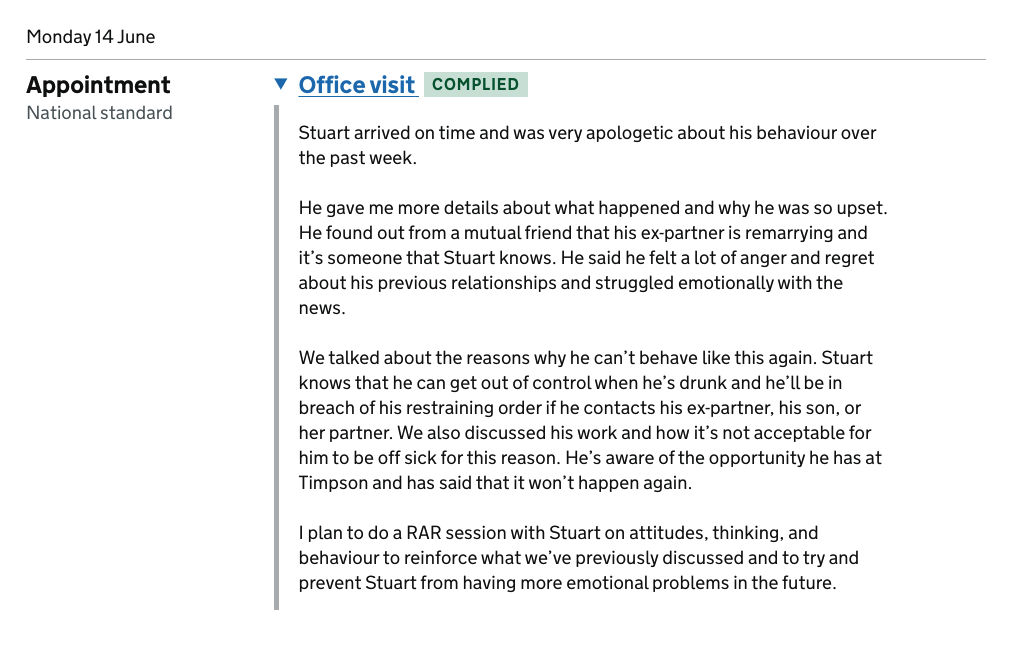 Monday 14 June
Appointment
National standard
Office visit COMPLIED
Stuart arrived on time and was very apologetic about his behaviour over
the past week.
He gave me more details about what happened and why he was so upset.
He found out from a mutual friend that his ex-partner is remarrying and
it’s someone that Stuart knows. He said he felt a lot of anger and regret
about his previous relationships and struggled emotionally with the
news.
We talked about the reasons why he can’t behave like this again. Stuart
knows that he can get out of control when he’s drunk and he’ll be in
breach of his restraining order if he contacts his ex-partner, his son, or
her partner. We also discussed his work and how it’s not acceptable for
him to be off sick for this reason. He’s aware of the opportunity he has at
Timpson and has said that it won’t happen again.
I plan to do a RAR session with Stuart on attitudes, thinking, and
behaviour to reinforce what we’ve previously discussed and to try and
prevent Stuart from having more emotional problems in the future.